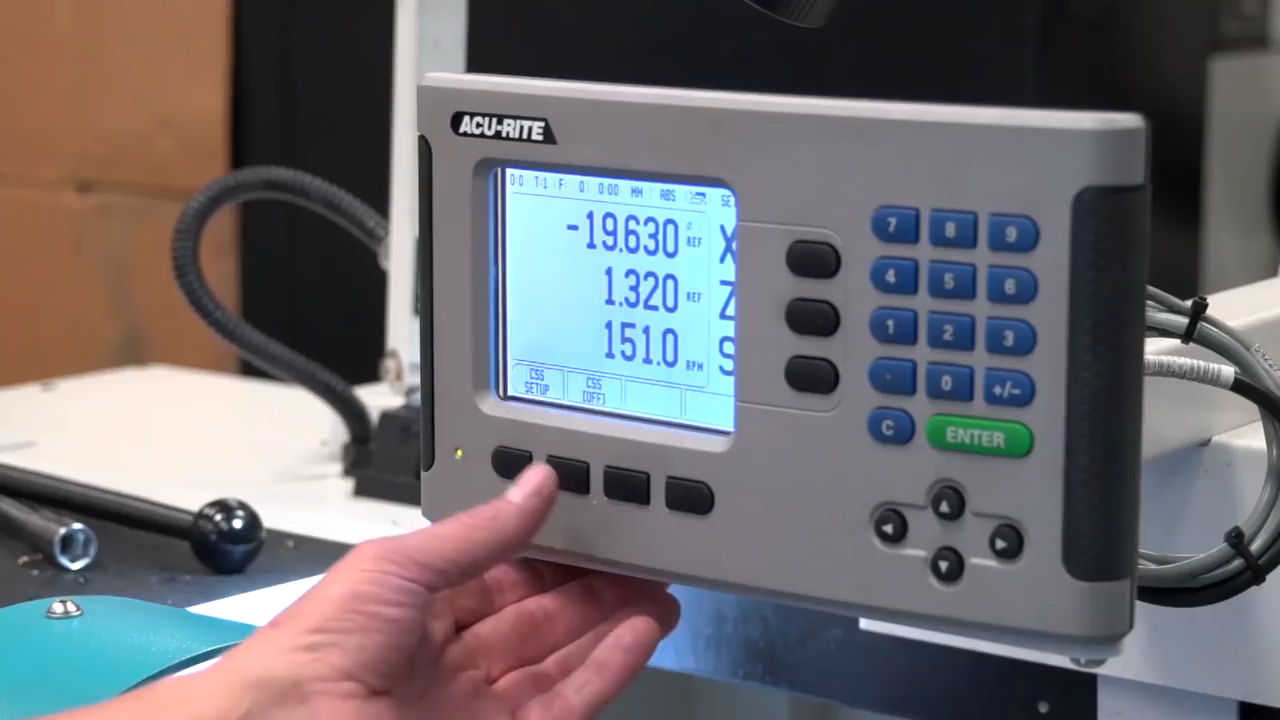 ACU-RITE
D:0 T:1 F: 0 0:00 MM ABS SE
-19.630 Ø REF X
1.320 REF Z
151.0 RPM S
CSS SETUP
CSS [OFF]
7 8 9
4 5 6
1 2 3
. 0 +/-
C ENTER